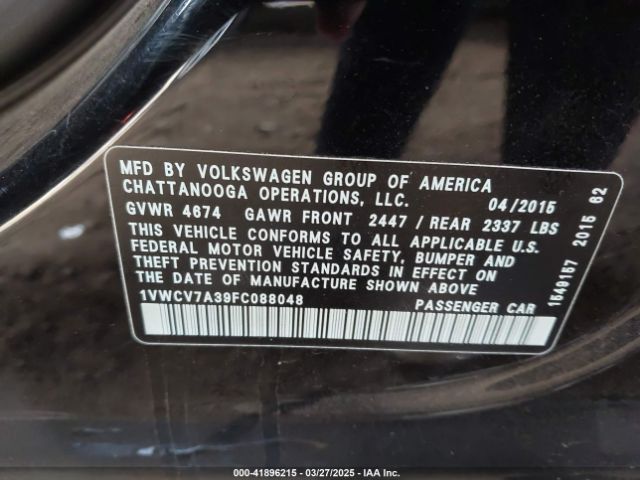 MFD BY VOLKSWAGEN GROUP OF AMERICA
CHATTANOOGA OPERATIONS, LLC. 04/2015
GVWR 4674 GAWR FRONT 2447 / REAR 2337 LBS
THIS VEHICLE CONFORMS TO ALL APPLICABLE U.S.
FEDERAL MOTOR VEHICLE SAFETY, BUMPER AND
THEFT PREVENTION STANDARDS IN EFFECT ON
THE DATE OF MANUFACTURE SHOWN ABOVE
1VWCV7A39FC088048 PASSENGER CAR
1549157 2015 62
000-41896215 - 03/27/2025 - IAAI.COM